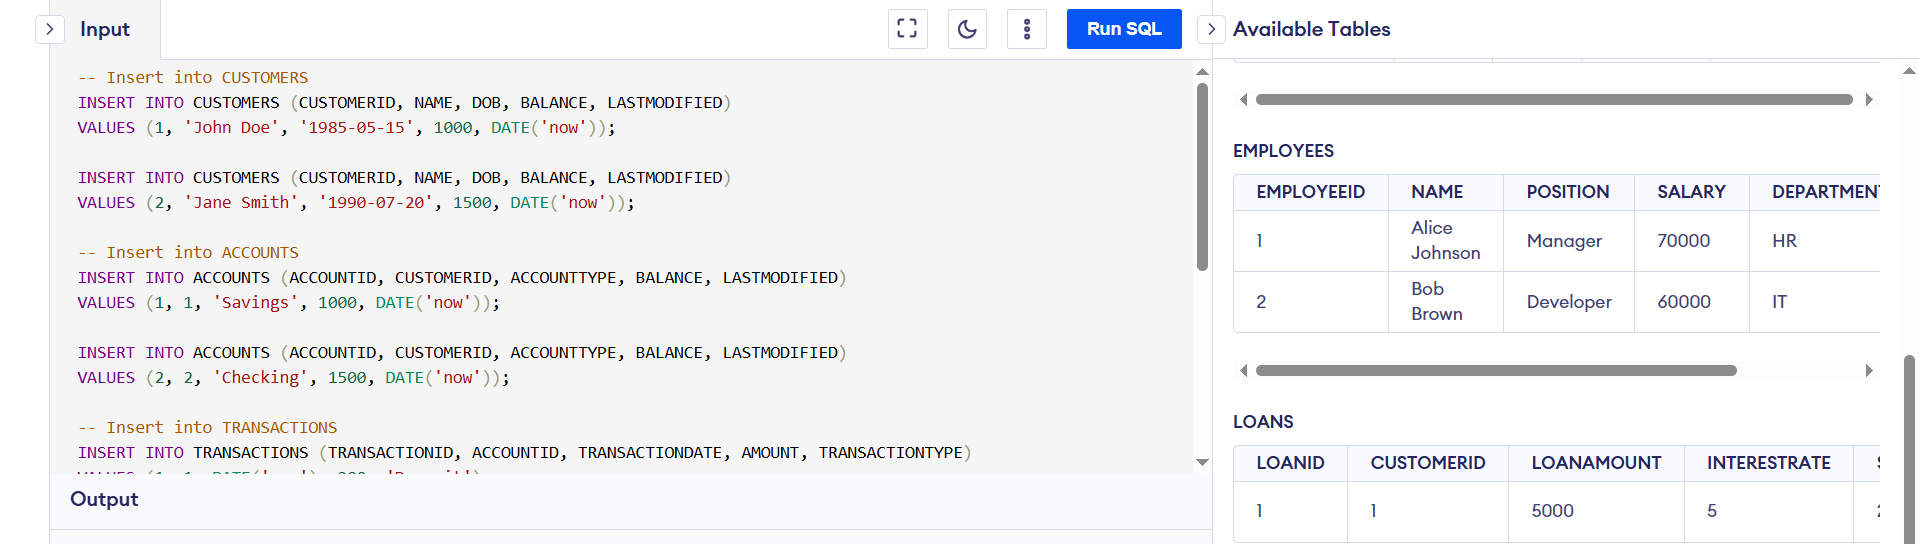 Input
Run SQL
-- Insert into CUSTOMERS
INSERT INTO CUSTOMERS (CUSTOMERID, NAME, DOB, BALANCE, LASTMODIFIED)
VALUES (1, 'John Doe', '1985-05-15', 1000, DATE('now'));
INSERT INTO CUSTOMERS (CUSTOMERID, NAME, DOB, BALANCE, LASTMODIFIED)
VALUES (2, 'Jane Smith', '1990-07-20', 1500, DATE('now'));
-- Insert into ACCOUNTS
INSERT INTO ACCOUNTS (ACCOUNTID, CUSTOMERID, ACCOUNTTYPE, BALANCE, LASTMODIFIED)
VALUES (1, 1, 'Savings', 1000, DATE('now'));
INSERT INTO ACCOUNTS (ACCOUNTID, CUSTOMERID, ACCOUNTTYPE, BALANCE, LASTMODIFIED)
VALUES (2, 2, 'Checking', 1500, DATE('now'));
-- Insert into TRANSACTIONS
INSERT INTO TRANSACTIONS (TRANSACTIONID, ACCOUNTID, TRANSACTIONDATE, AMOUNT, TRANSACTIONTYPE)
Output
Available Tables
EMPLOYEES
EMPLOYEEID NAME POSITION SALARY DEPARTMENT
1 Alice Johnson Manager 70000 HR
2 Bob Brown Developer 60000 IT
LOANS
LOANID CUSTOMERID LOANAMOUNT INTERESTRATE
1 1 5000 5